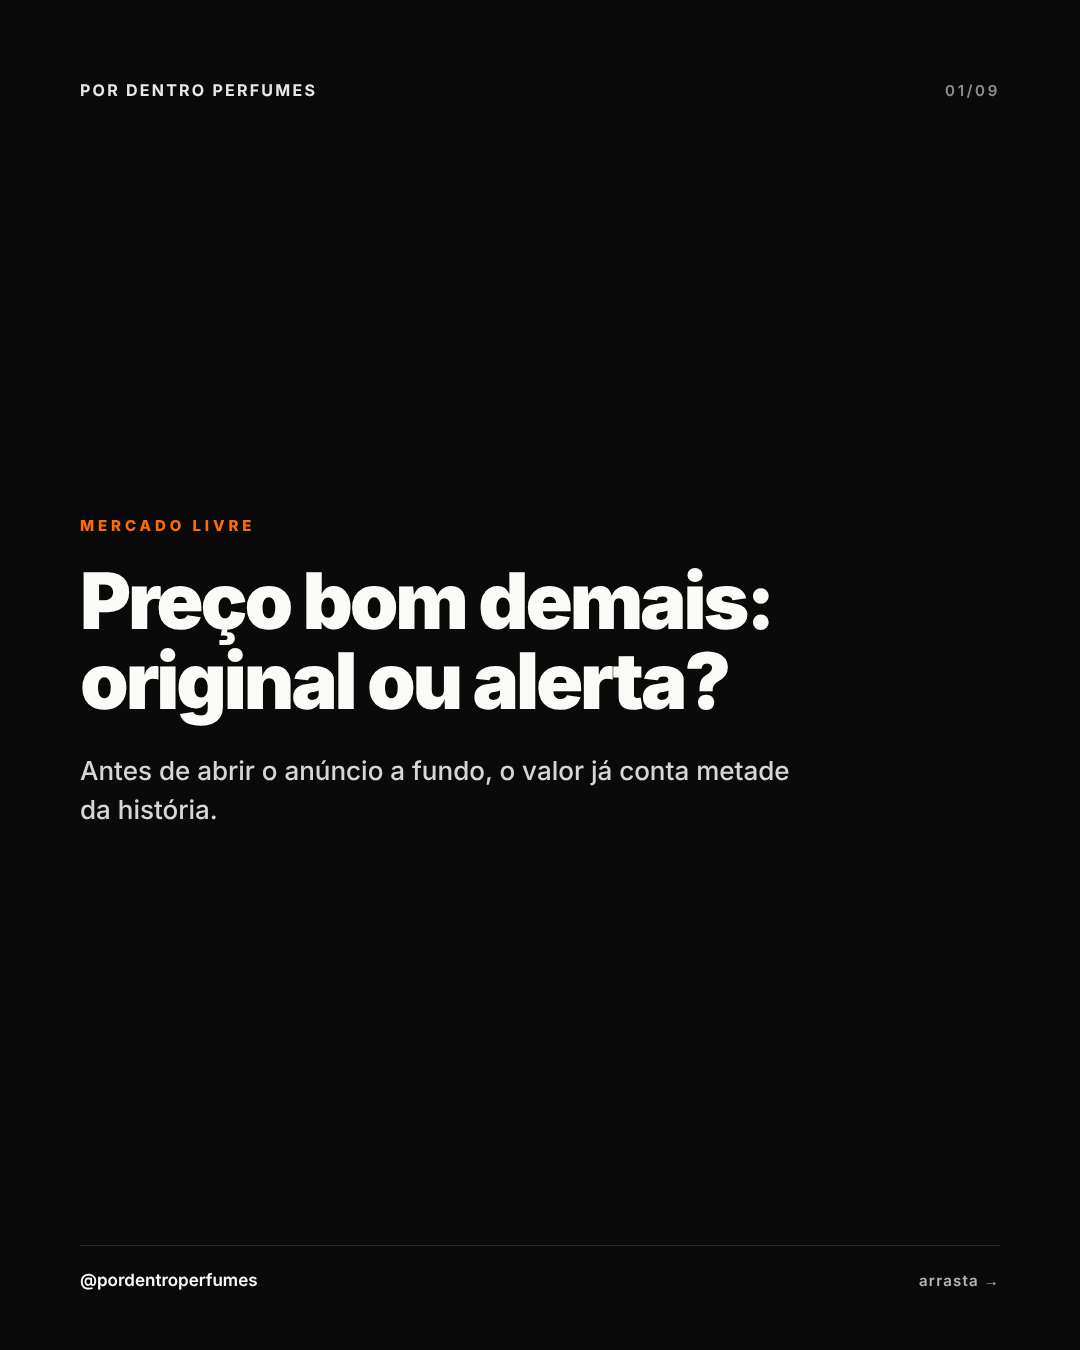 POR DENTRO PERFUMES
01/09
MERCADO LIVRE
Preço bom demais:
original ou alerta?
Antes de abrir o anúncio a fundo, o valor já conta metade
da história.
@pordentroperfumes
arrasta →